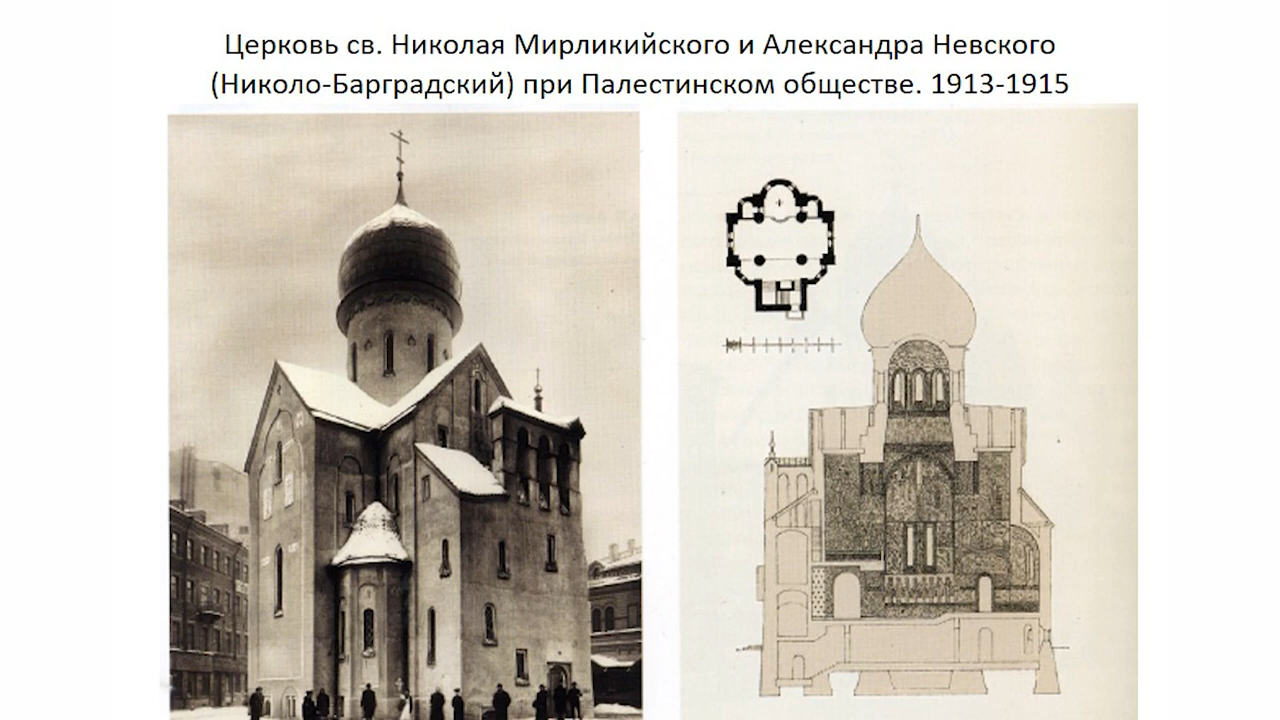 Церковь св. Николая Мирликийского и Александра Невского
(Николо-Барградский) при Палестинском обществе. 1913-1915